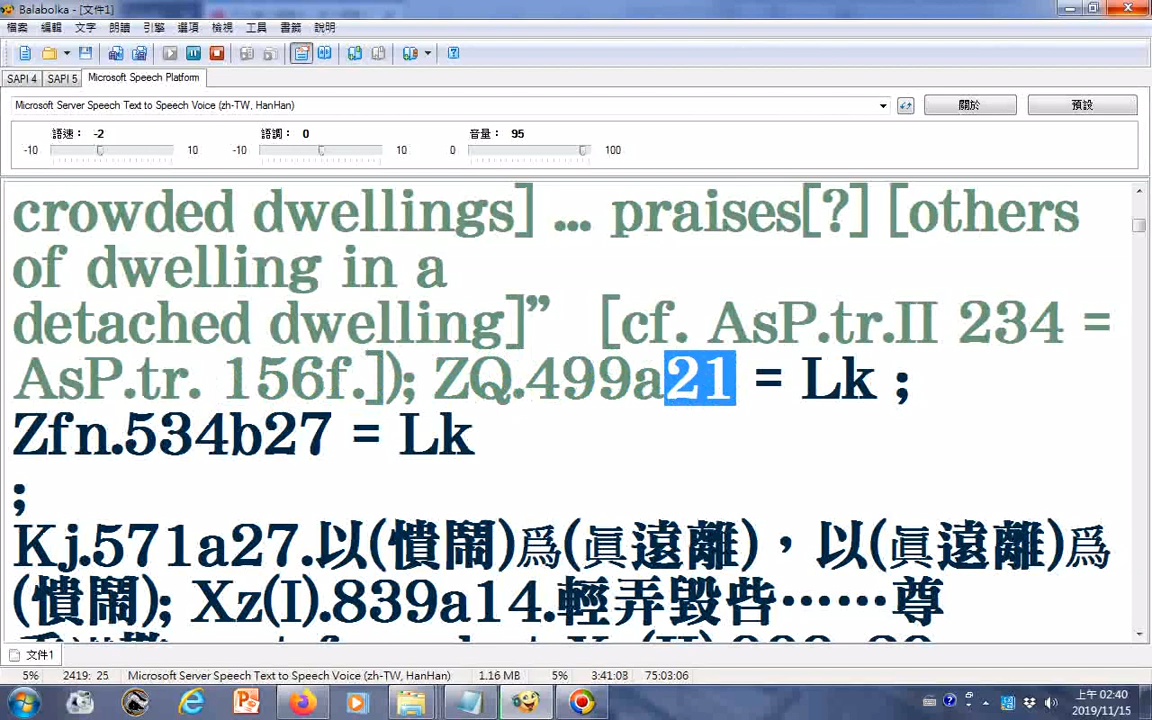 Balabolka - [文件1]
檔案 編輯 文字 朗讀 引擎 選項 檢視 工具 書籤 說明
SAPI 4 SAPI 5 Microsoft Speech Platform
Microsoft Server Speech Text to Speech Voice (zh-TW, HanHan) 關於 預設
語速： -2 語調： 0 音量： 95
-10 10 -10 10 0 100
crowded dwellings] ... praises[?] [others
of dwelling in a
detached dwelling]” [cf. AsP.tr.II 234 =
AsP.tr. 156f.]); ZQ.499a21 = Lk ;
Zfn.534b27 = Lk
;
Kj.571a27.以(憒閙)爲(眞遠離)，以(眞遠離)爲
(憒閙); Xz(I).839a14.輕弄毀呰……尊
文件1
5% 2419: 25 Microsoft Server Speech Text to Speech Voice (zh-TW, HanHan) 1.16 MB 5% 3:41:08 75:03:06
上午 02:40
2019/11/15